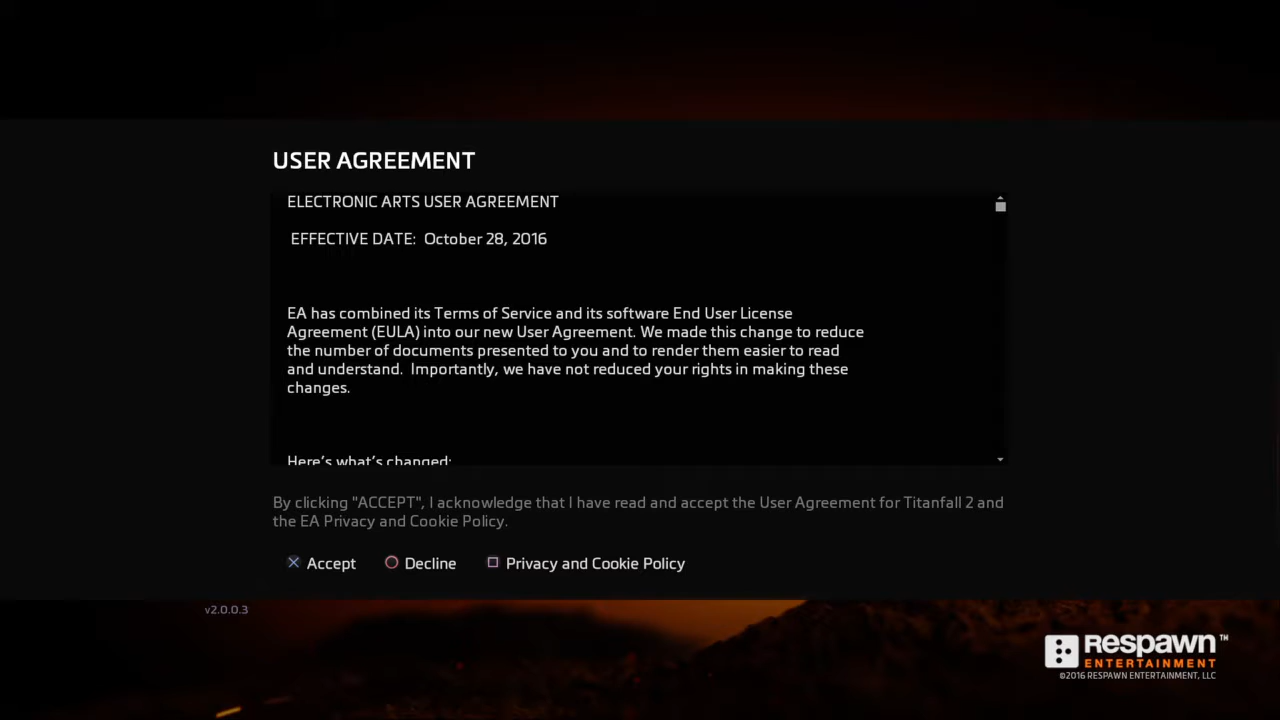 USER AGREEMENT
ELECTRONIC ARTS USER AGREEMENT
EFFECTIVE DATE: October 28, 2016
EA has combined its Terms of Service and its software End User License
Agreement (EULA) into our new User Agreement. We made this change to reduce
the number of documents presented to you and to render them easier to read
and understand. Importantly, we have not reduced your rights in making these
changes.
Here's what's changed:
By clicking "ACCEPT", I acknowledge that I have read and accept the User Agreement for Titanfall 2 and
the EA Privacy and Cookie Policy.
Accept Decline Privacy and Cookie Policy
v2.0.0.3
RESPAWN™
ENTERTAINMENT
©2016 RESPAWN ENTERTAINMENT, LLC